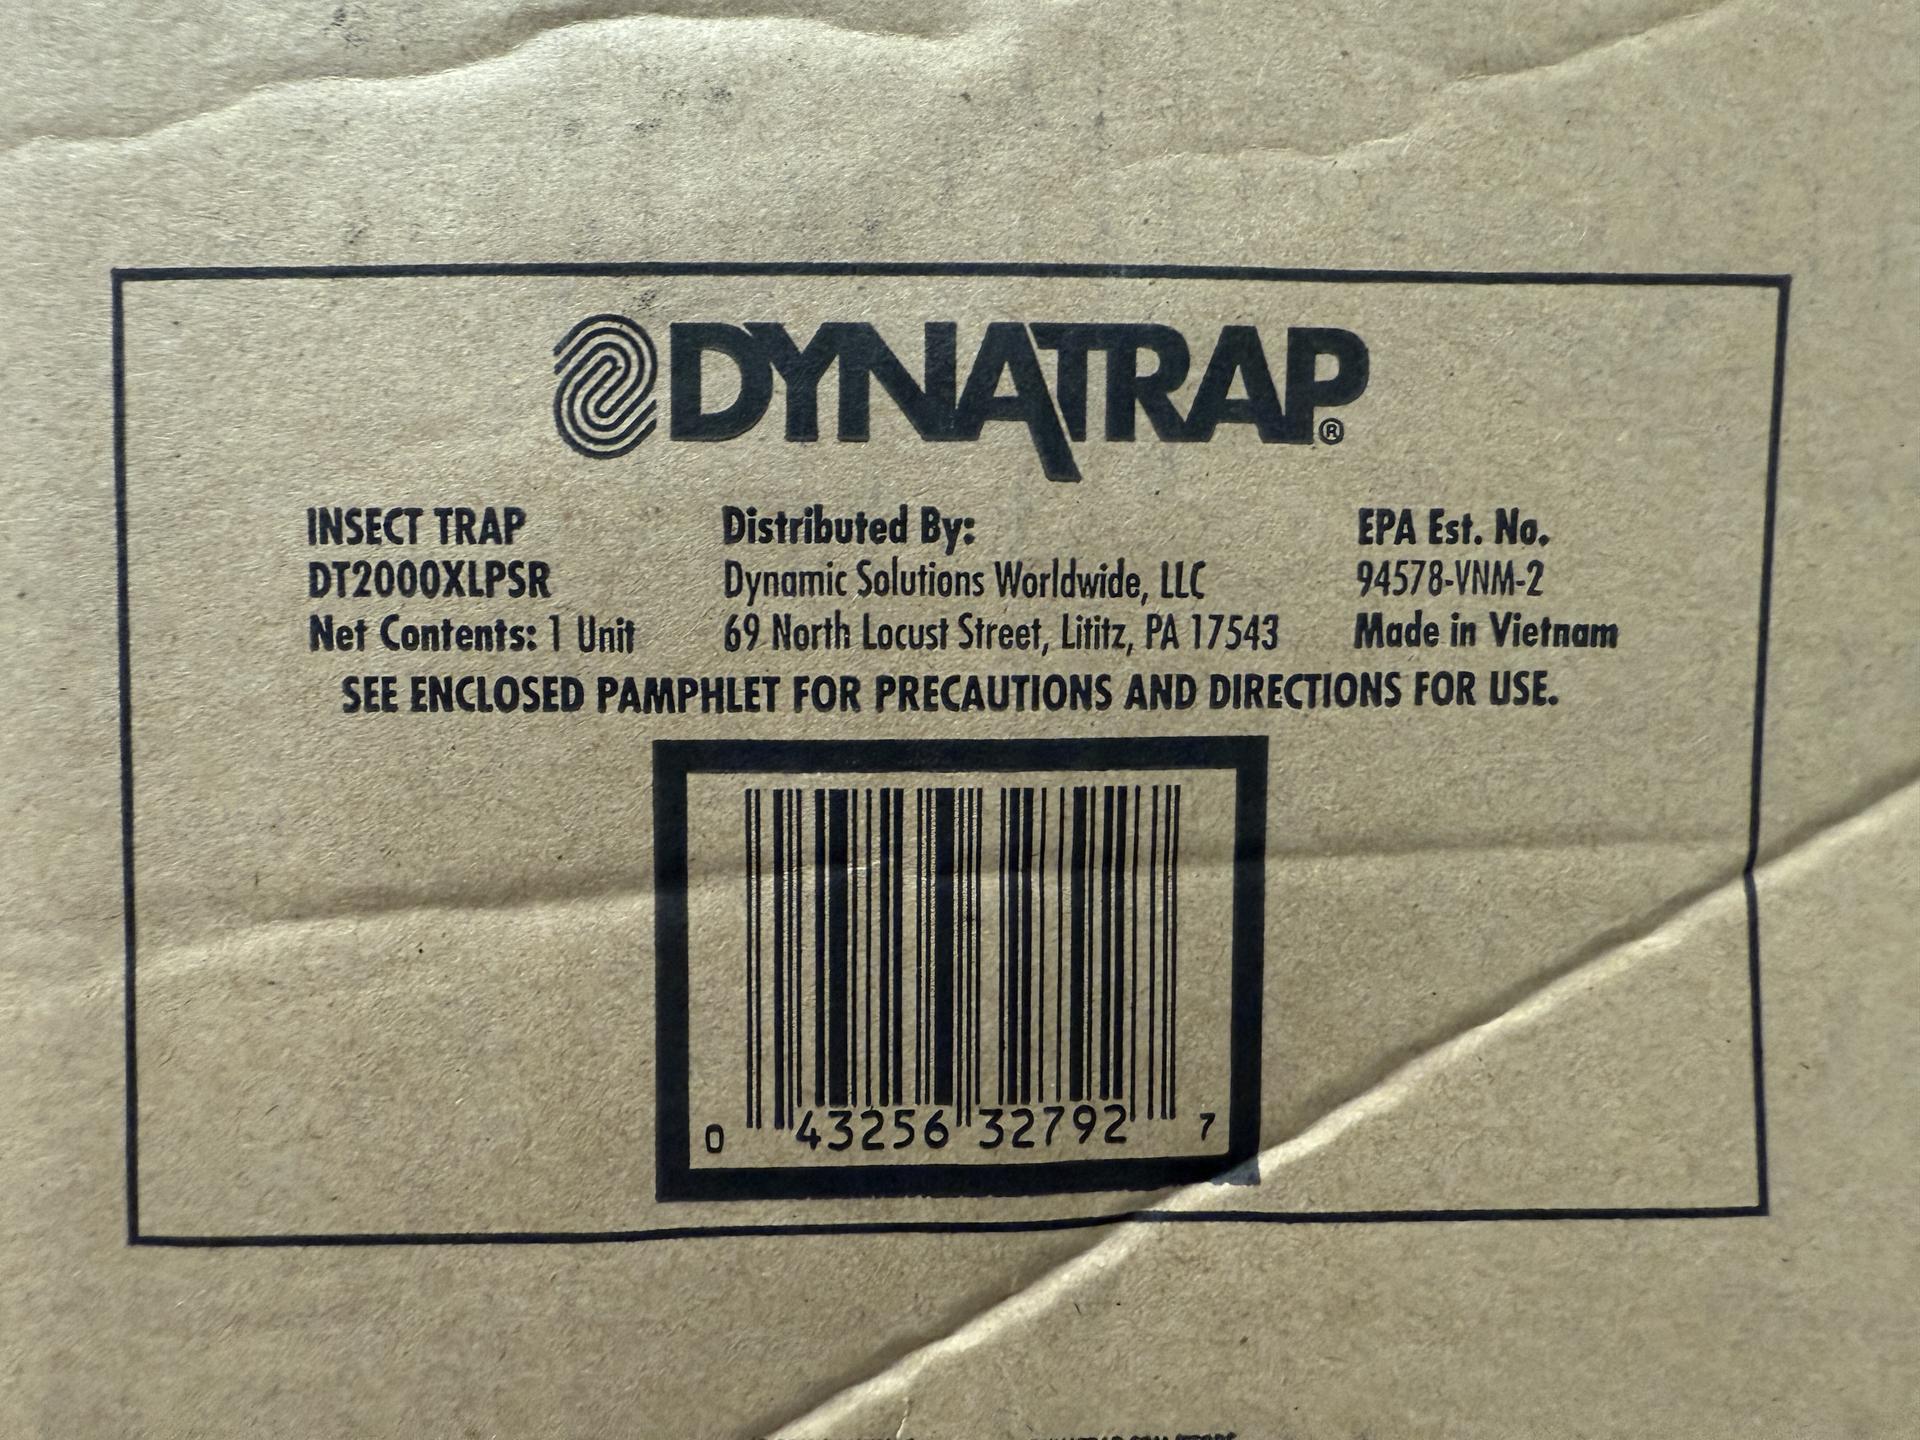 DYNATRAP®
INSECT TRAP
DT2000XLPSR
Net Contents: 1 Unit
Distributed By:
Dynamic Solutions Worldwide, LLC
69 North Locust Street, Lititz, PA 17543
EPA Est. No.
94578-VNM-2
Made in Vietnam
SEE ENCLOSED PAMPHLET FOR PRECAUTIONS AND DIRECTIONS FOR USE.
0 43256 32792 7